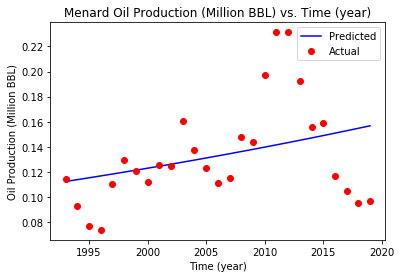 Menard Oil Production (Million BBL) vs. Time (year)
Predicted
Actual
Oil Production (Million BBL)
0.22
0.20
0.18
0.16
0.14
0.12
0.10
0.08
1995
2000
2005
2010
2015
2020
Time (year)